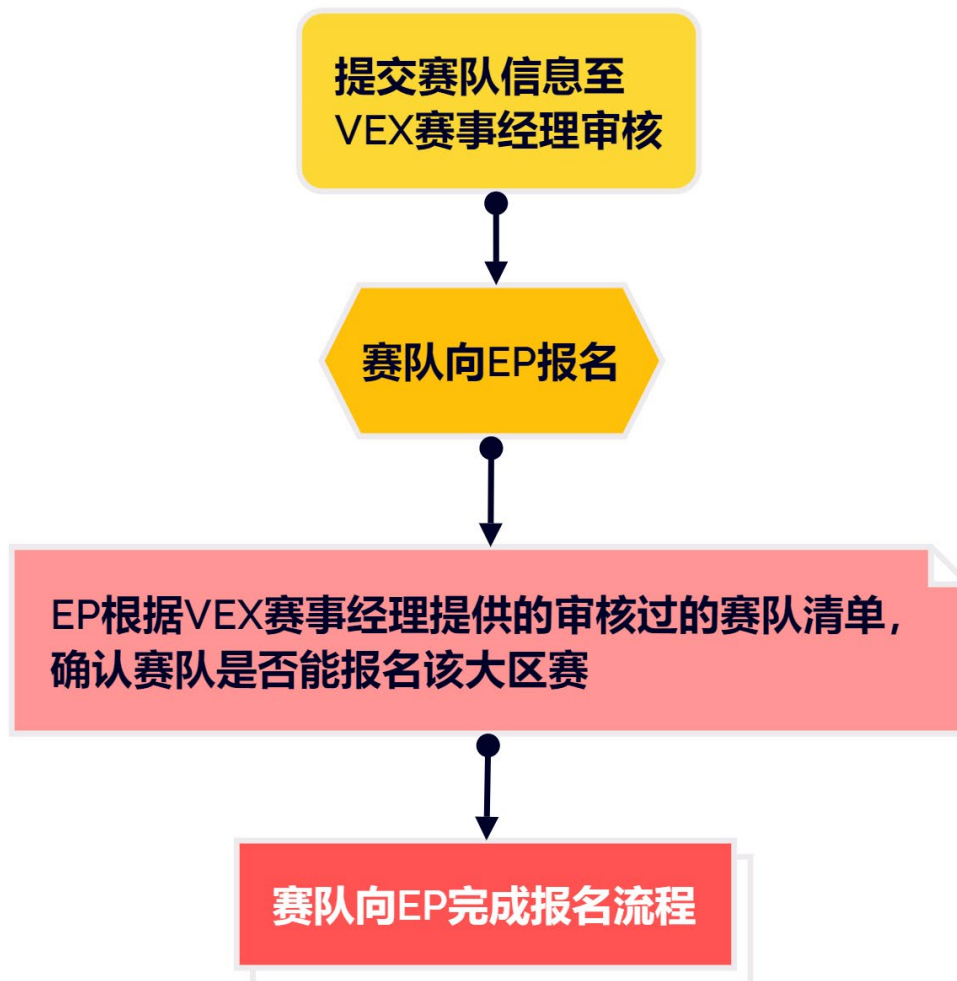 提交赛队信息至
VEX赛事经理审核
赛队向EP报名
EP根据VEX赛事经理提供的审核过的赛队清单，
确认赛队是否能报名该大区赛
赛队向EP完成报名流程